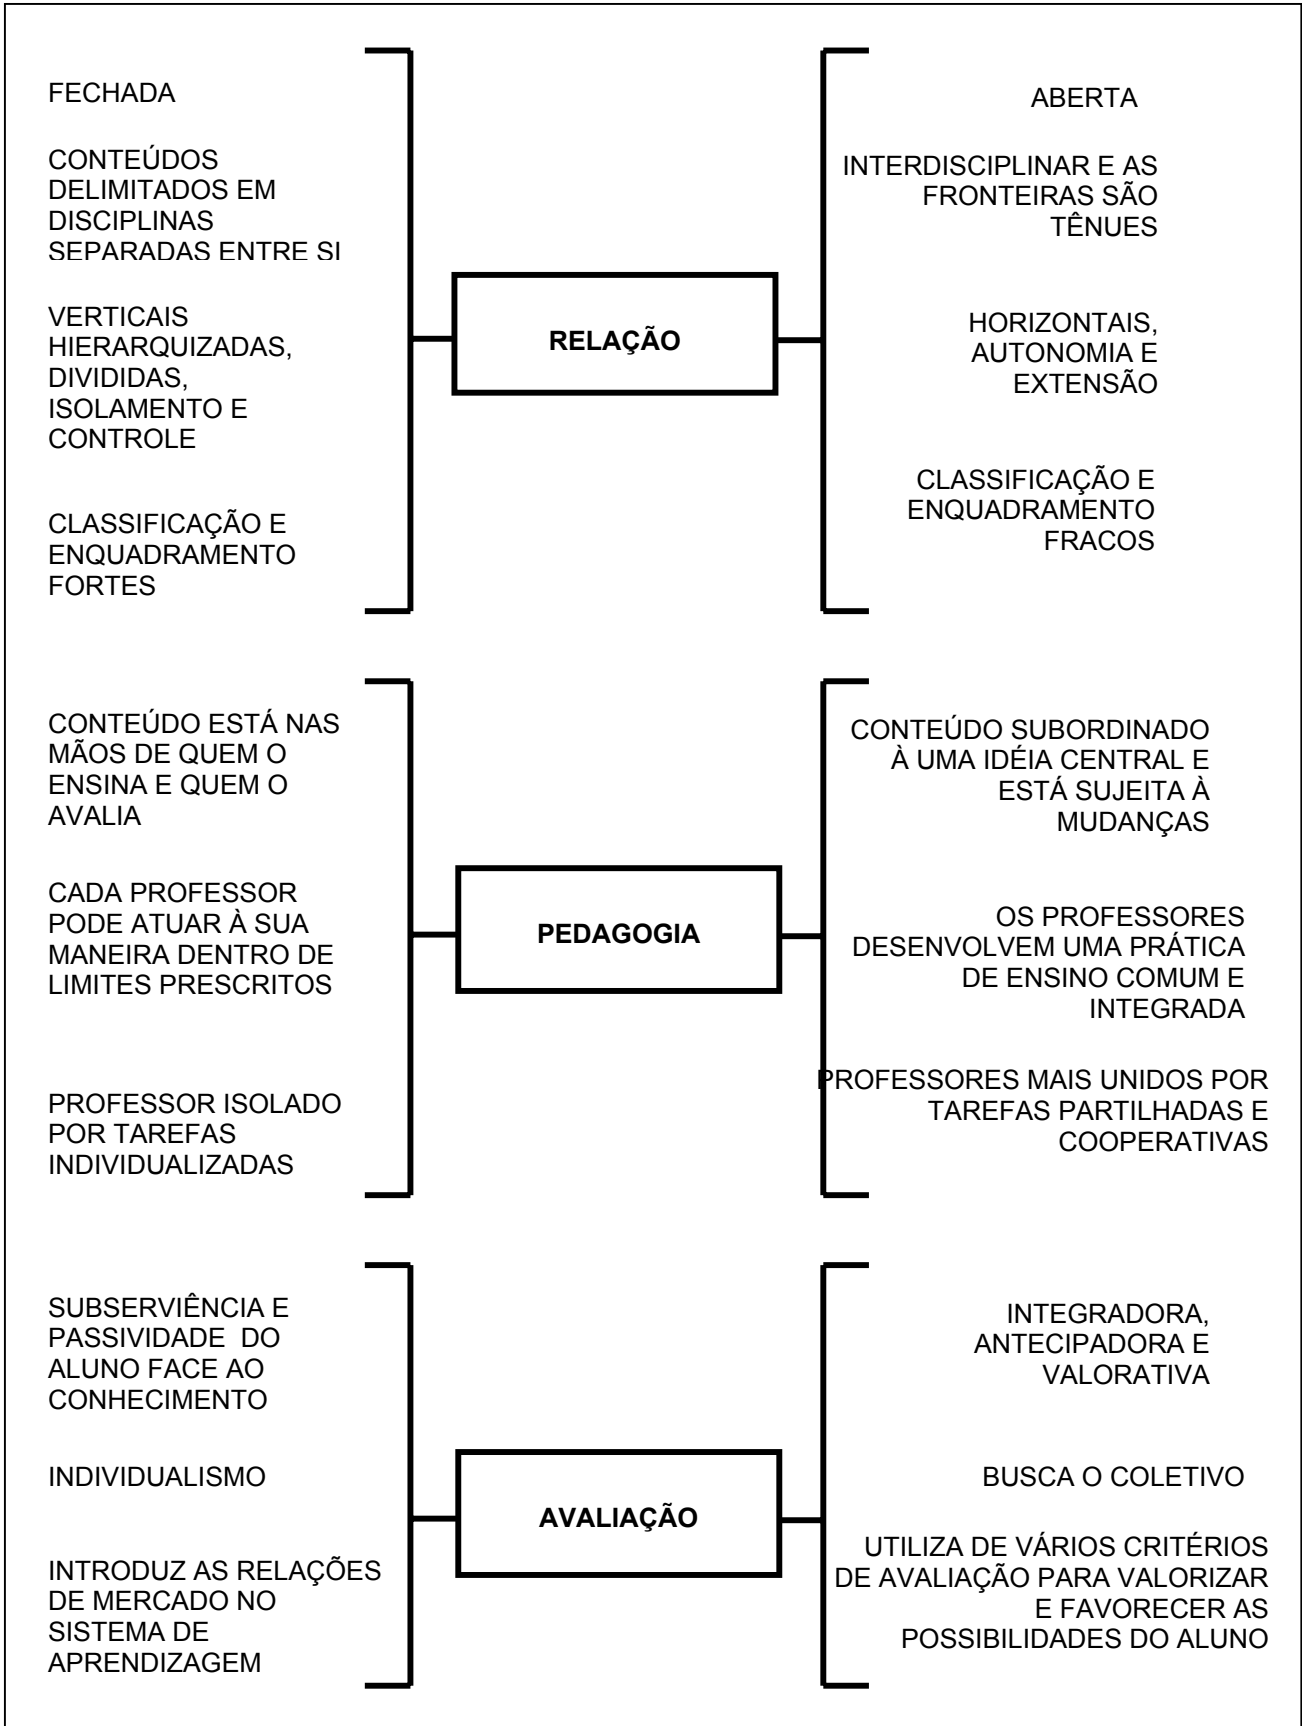 FECHADA
CONTEÚDOS
DELIMITADOS EM
DISCIPLINAS
SEPARADAS ENTRE SI
VERTICAIS
HIERARQUIZADAS,
DIVIDIDAS,
ISOLAMENTO E
CONTROLE
CLASSIFICAÇÃO E
ENQUADRAMENTO
FORTES
RELAÇÃO
ABERTA
INTERDISCIPLINAR E AS
FRONTEIRAS SÃO
TÊNUES
HORIZONTAIS,
AUTONOMIA E
EXTENSÃO
CLASSIFICAÇÃO E
ENQUADRAMENTO
FRACOS
CONTEÚDO ESTÁ NAS
MÃOS DE QUEM O
ENSINA E QUEM O
AVALIA
CADA PROFESSOR
PODE ATUAR À SUA
MANEIRA DENTRO DE
LIMITES PRESCRITOS
PROFESSOR ISOLADO
POR TAREFAS
INDIVIDUALIZADAS
PEDAGOGIA
CONTEÚDO SUBORDINADO
À UMA IDÉIA CENTRAL E
ESTÁ SUJEITA À
MUDANÇAS
OS PROFESSORES
DESENVOLVEM UMA PRÁTICA
DE ENSINO COMUM E
INTEGRADA
PROFESSORES MAIS UNIDOS POR
TAREFAS PARTILHADAS E
COOPERATIVAS
SUBSERVIÊNCIA E
PASSIVIDADE  DO
ALUNO FACE AO
CONHECIMENTO
INDIVIDUALISMO
INTRODUZ AS RELAÇÕES
DE MERCADO NO
SISTEMA DE
APRENDIZAGEM
AVALIAÇÃO
INTEGRADORA,
ANTECIPADORA E
VALORATIVA
BUSCA O COLETIVO
UTILIZA DE VÁRIOS CRITÉRIOS
DE AVALIAÇÃO PARA VALORIZAR
E FAVORECER AS
POSSIBILIDADES DO ALUNO